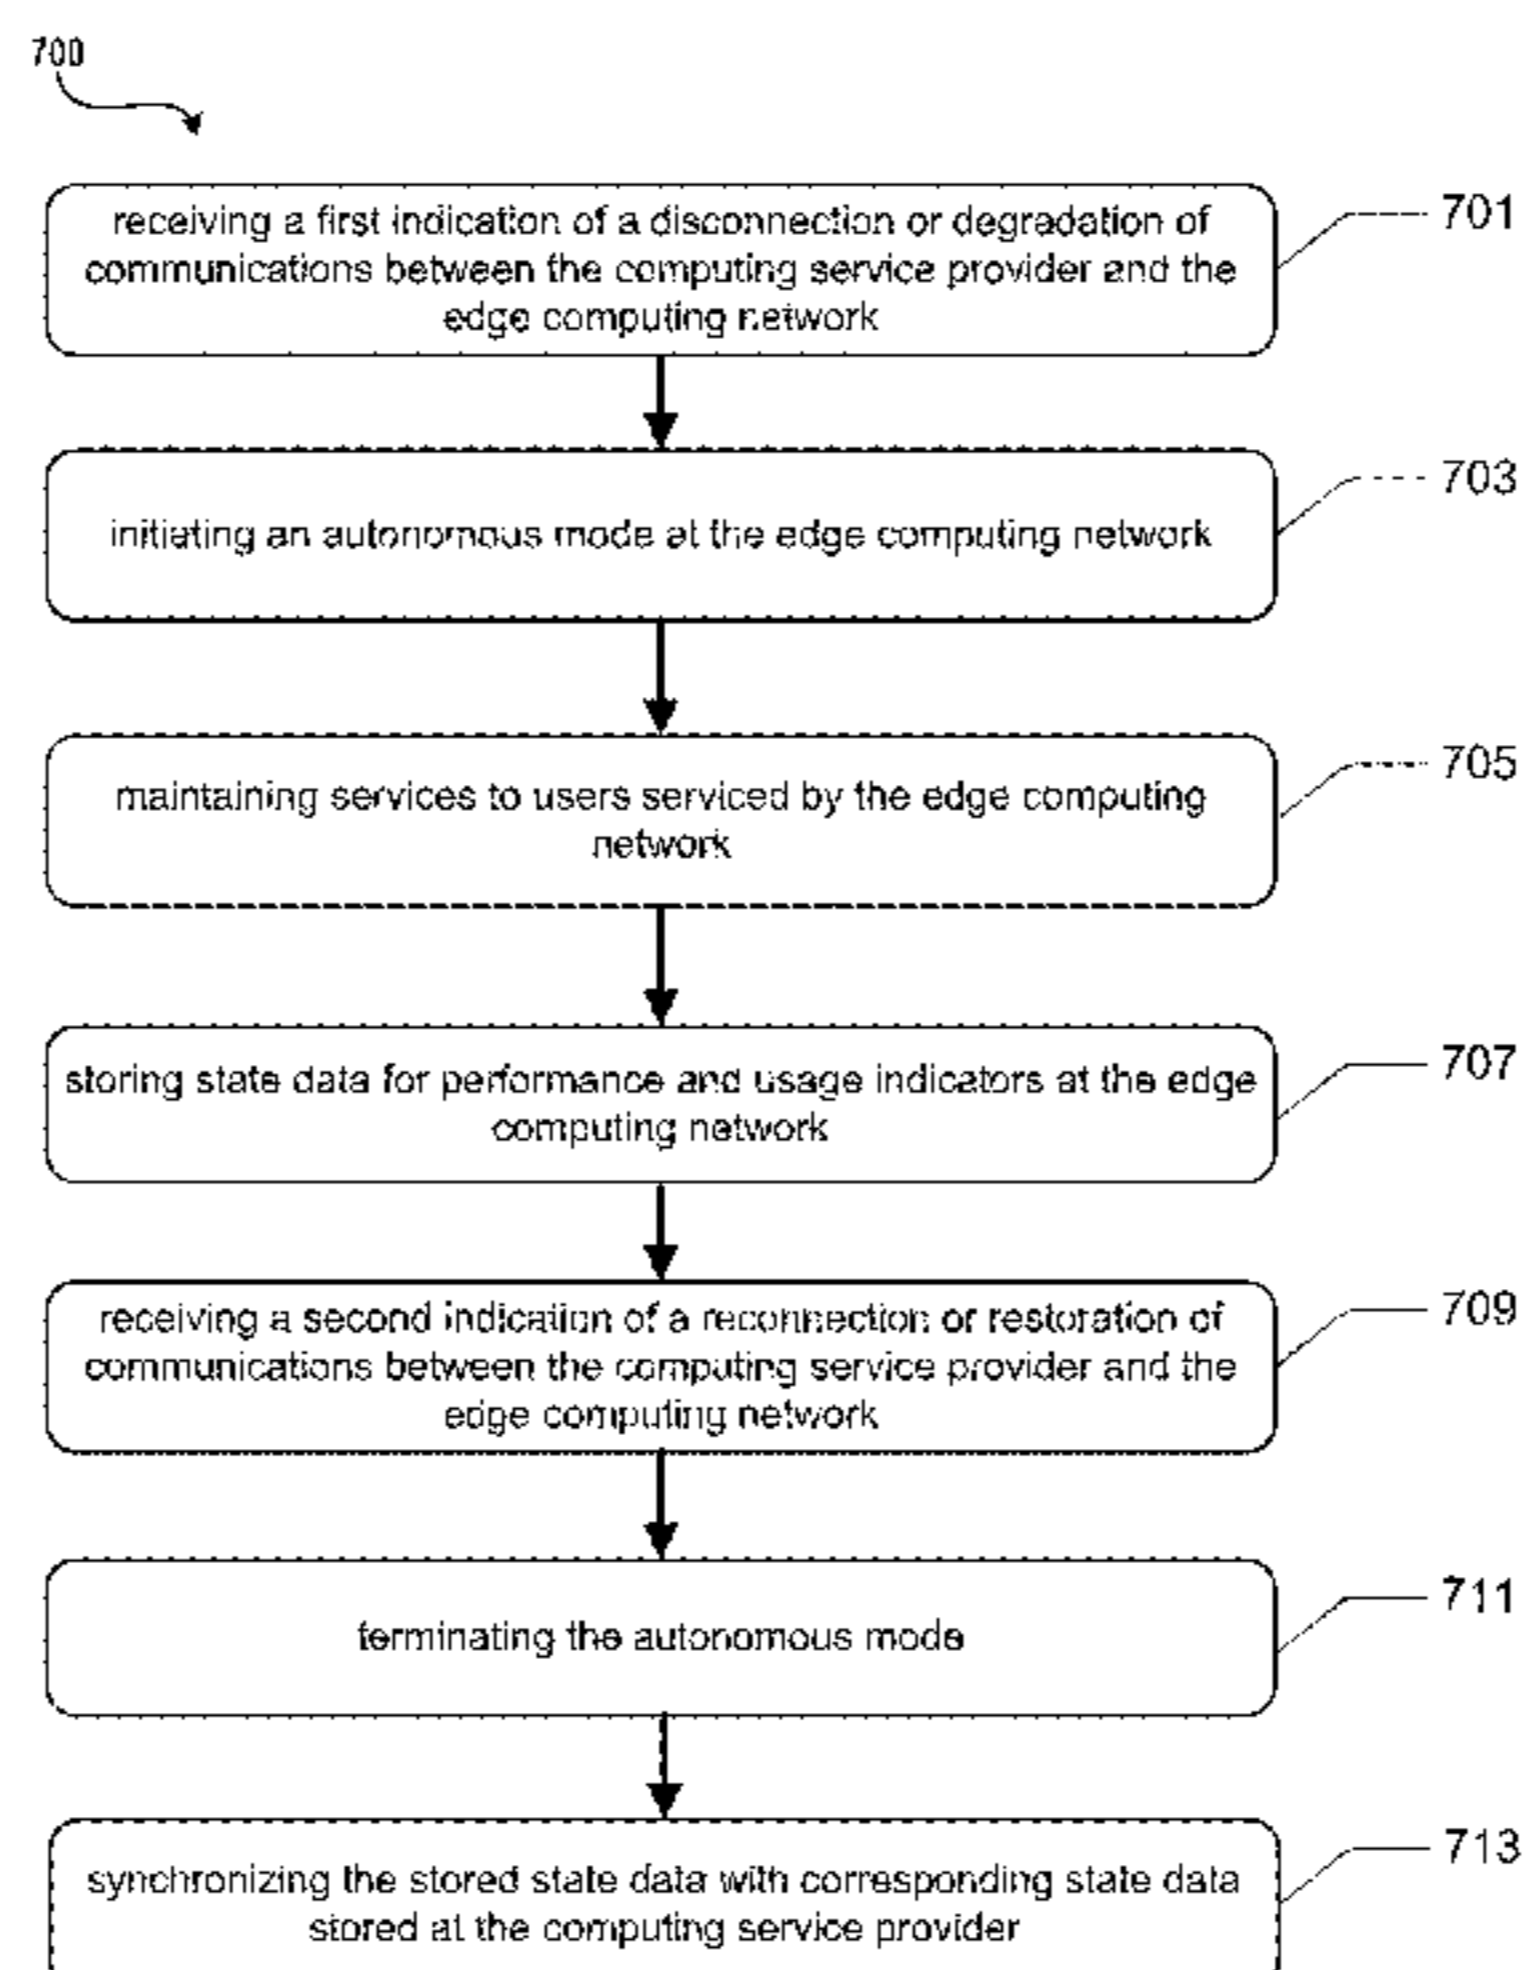 700
receiving a first indication of a disconnection or degradation of
communications between the computing service provider and the
edge computing network
701
initiating an autonomous mode at the edge computing network
703
maintaining services to users serviced by the edge computing
network
705
storing state data for performance and usage indicators at the edge
computing network
707
receiving a second indication of a reconnection or restoration of
communications between the computing service provider and the
edge computing network
709
terminating the autonomous mode
711
synchronizing the stored state data with corresponding state data
stored at the computing service provider
713